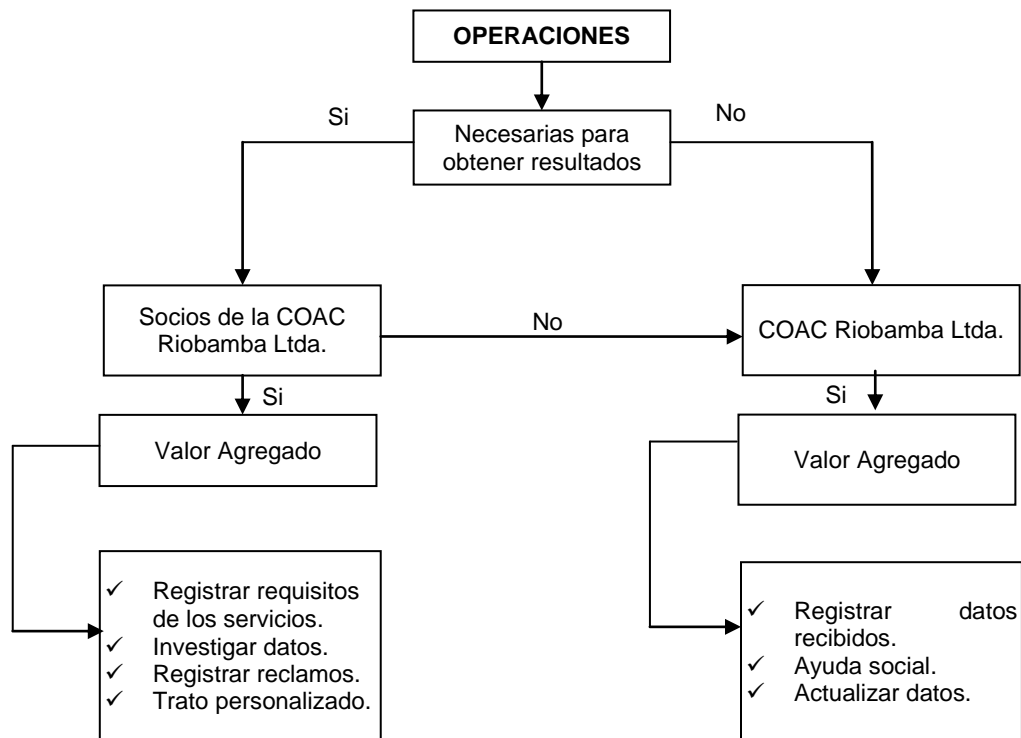 OPERACIONES
Si
No
Necesarias para
obtener resultados
Socios de la COAC
Riobamba Ltda.
No
COAC Riobamba Ltda.
Si
Si
Valor Agregado
Valor Agregado
✓ Registrar requisitos
de los servicios.
✓ Investigar datos.
✓ Registrar reclamos.
✓ Trato personalizado.
✓ Registrar datos
recibidos.
✓ Ayuda social.
✓ Actualizar datos.